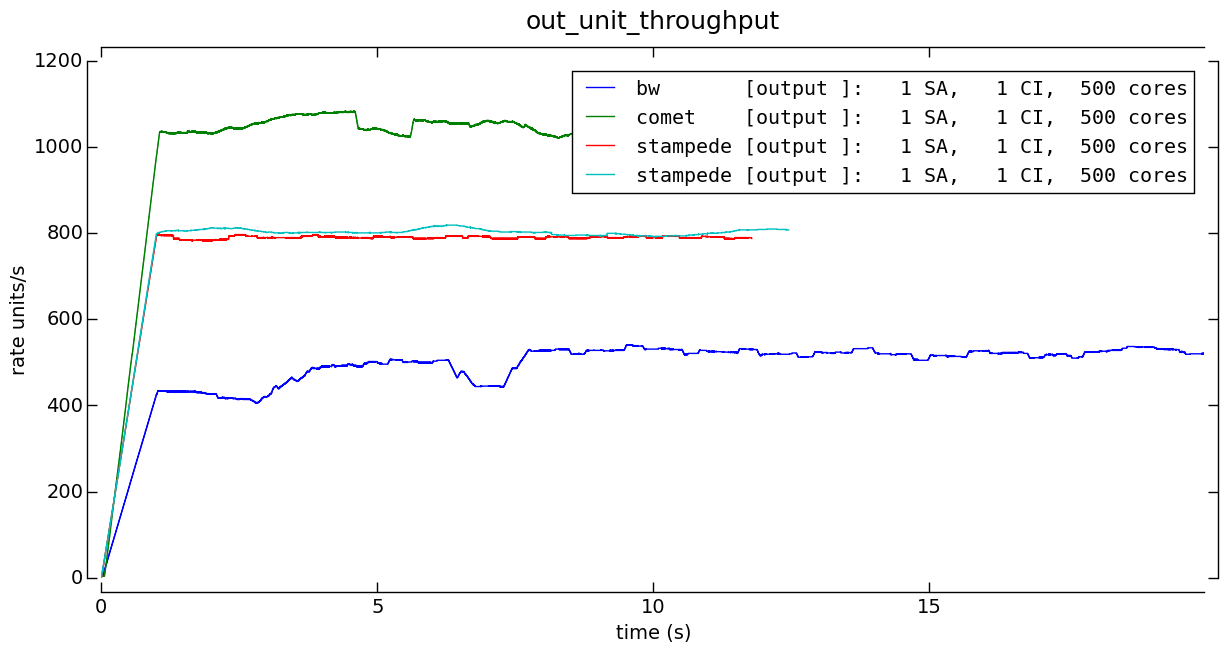 out_unit_throughput
1200
1000
800
600
400
200
0
rate units/s
bw       [output ]:   1 SA,   1 CI,  500 cores
comet    [output ]:   1 SA,   1 CI,  500 cores
stampede [output ]:   1 SA,   1 CI,  500 cores
stampede [output ]:   1 SA,   1 CI,  500 cores
0 5 10 15
time (s)